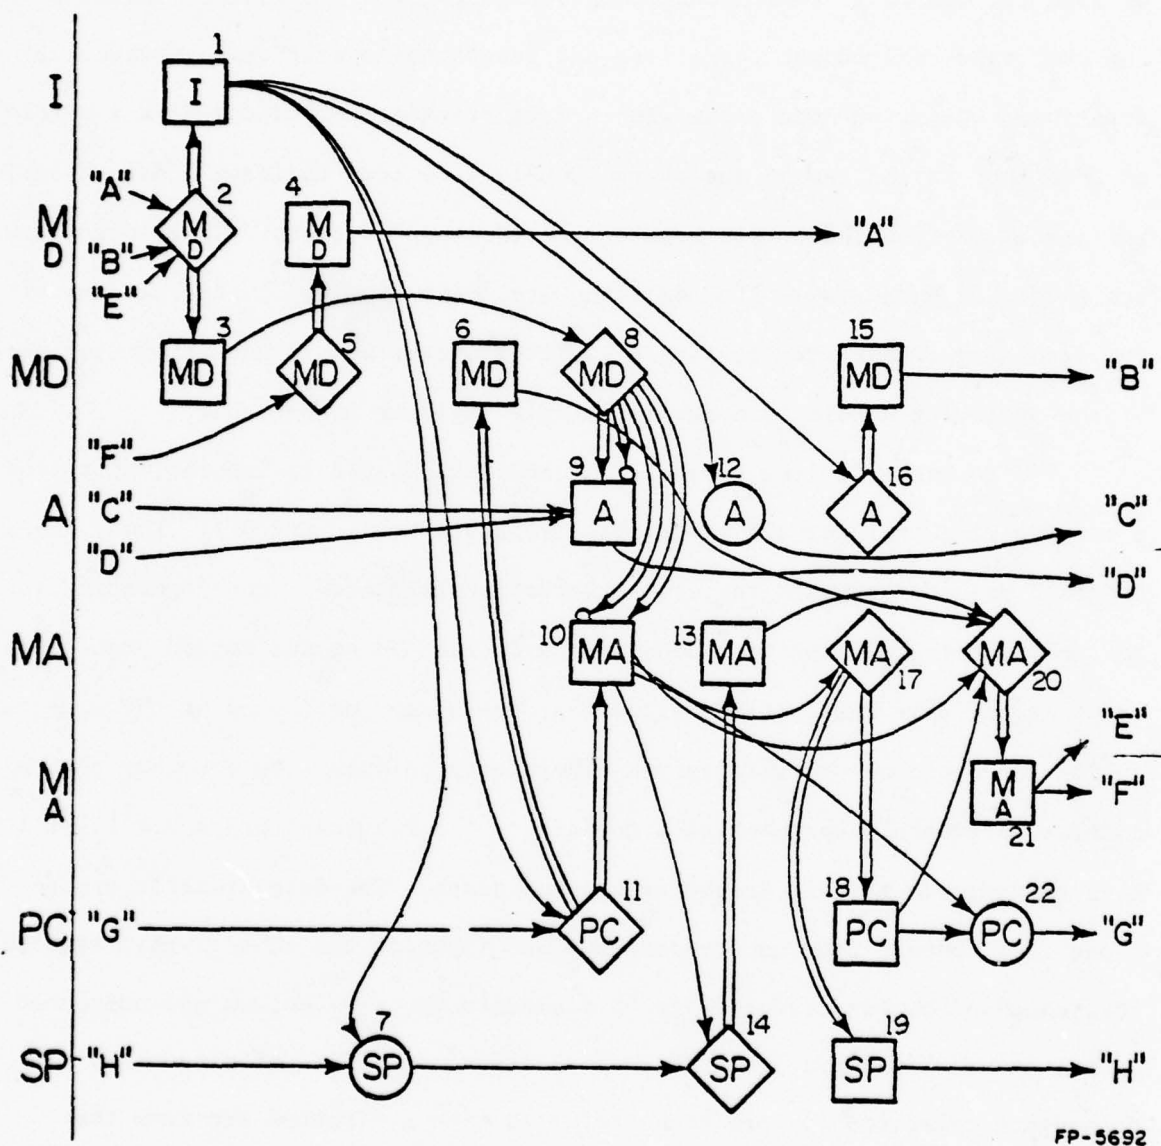 1
I
I
"A"
2
4
M
D
M
D
M
D
"A"
"B"
"E"
3
5
6
8
15
MD
MD
MD
MD
MD
MD
"B"
"F"
9
12
16
A
"C"
A
A
A
"C"
"D"
"D"
10
13
MA
MA
MA
MA
MA
17
20
"E"
M
A
M
A
"F"
21
11
18
22
PC
"G"
PC
PC
PC
"G"
7
14
19
SP
"H"
SP
SP
SP
"H"
FP-5692